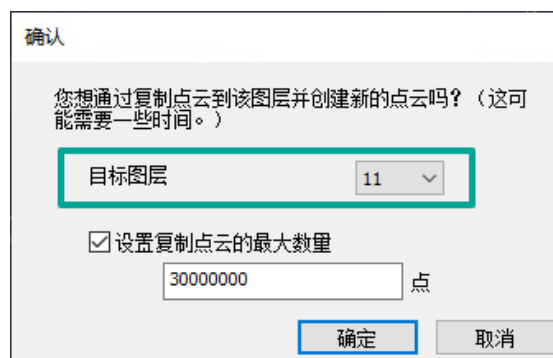 确认
您想通过复制点云到该图层并创建新的点云吗？（这可
能需要一些时间。）
目标图层 11
设置复制点云的最大数量
30000000 点
确定 取消